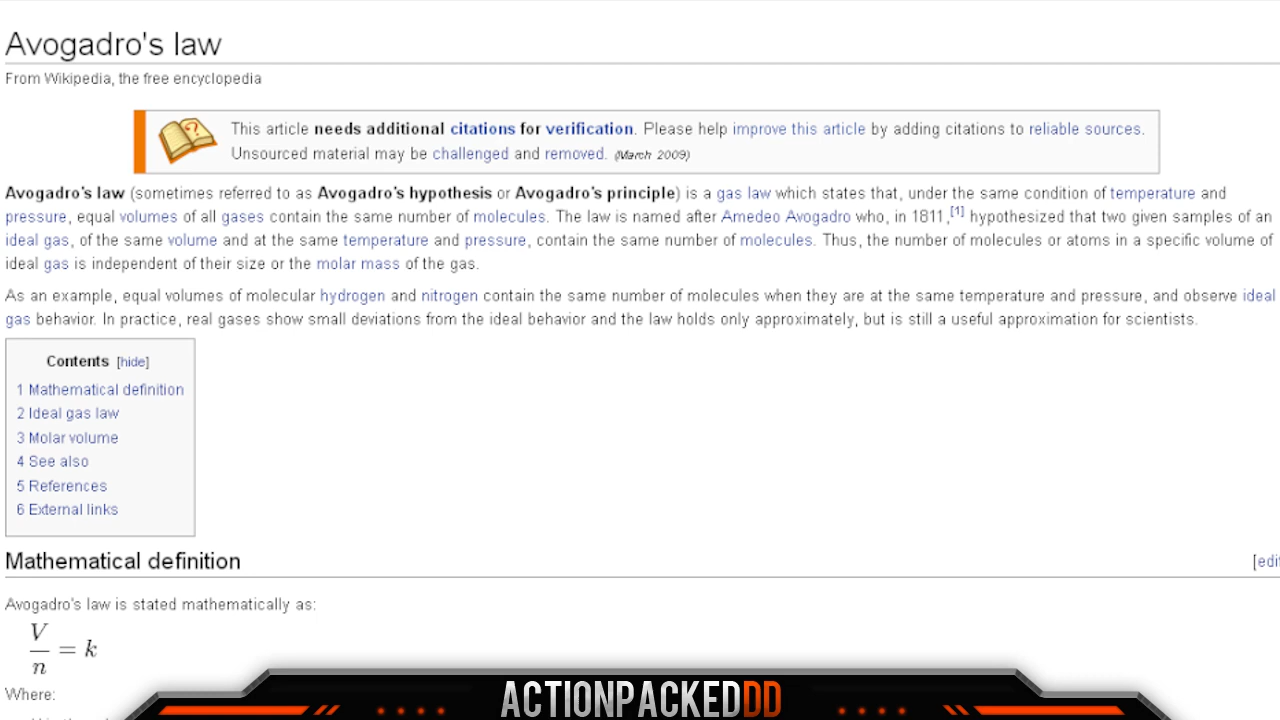 Avogadro's law
From Wikipedia, the free encyclopedia
This article needs additional citations for verification. Please help improve this article by adding citations to reliable sources.
Unsourced material may be challenged and removed. (March 2009)
Avogadro's law (sometimes referred to as Avogadro's hypothesis or Avogadro's principle) is a gas law which states that, under the same condition of temperature and
pressure, equal volumes of all gases contain the same number of molecules. The law is named after Amedeo Avogadro who, in 1811,[1] hypothesized that two given samples of an
ideal gas, of the same volume and at the same temperature and pressure, contain the same number of molecules. Thus, the number of molecules or atoms in a specific volume of
ideal gas is independent of their size or the molar mass of the gas.
As an example, equal volumes of molecular hydrogen and nitrogen contain the same number of molecules when they are at the same temperature and pressure, and observe ideal
gas behavior. In practice, real gases show small deviations from the ideal behavior and the law holds only approximately, but is still a useful approximation for scientists.
Contents [hide]
1 Mathematical definition
2 Ideal gas law
3 Molar volume
4 See also
5 References
6 External links
Mathematical definition [edit
Avogadro's law is stated mathematically as:
V
— = k
n
Where:
ACTIONPACKEDDD